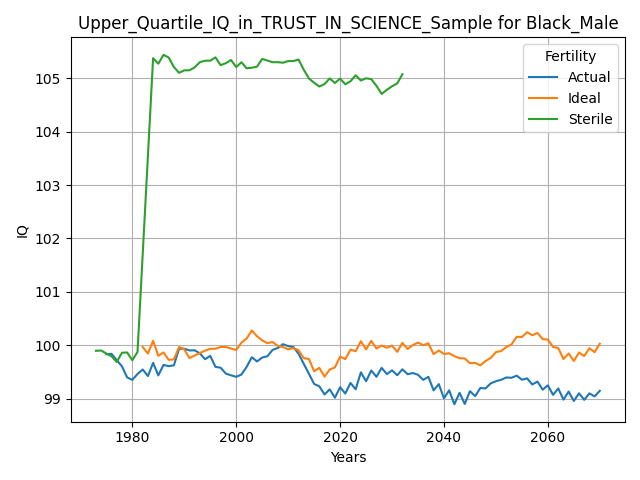 Upper_Quartile_IQ_in_TRUST_IN_SCIENCE_Sample for Black_Male
Fertility
Actual
Ideal
Sterile
105
104
103
102
101
100
99
IQ
1980
2000
2020
2040
2060
Years